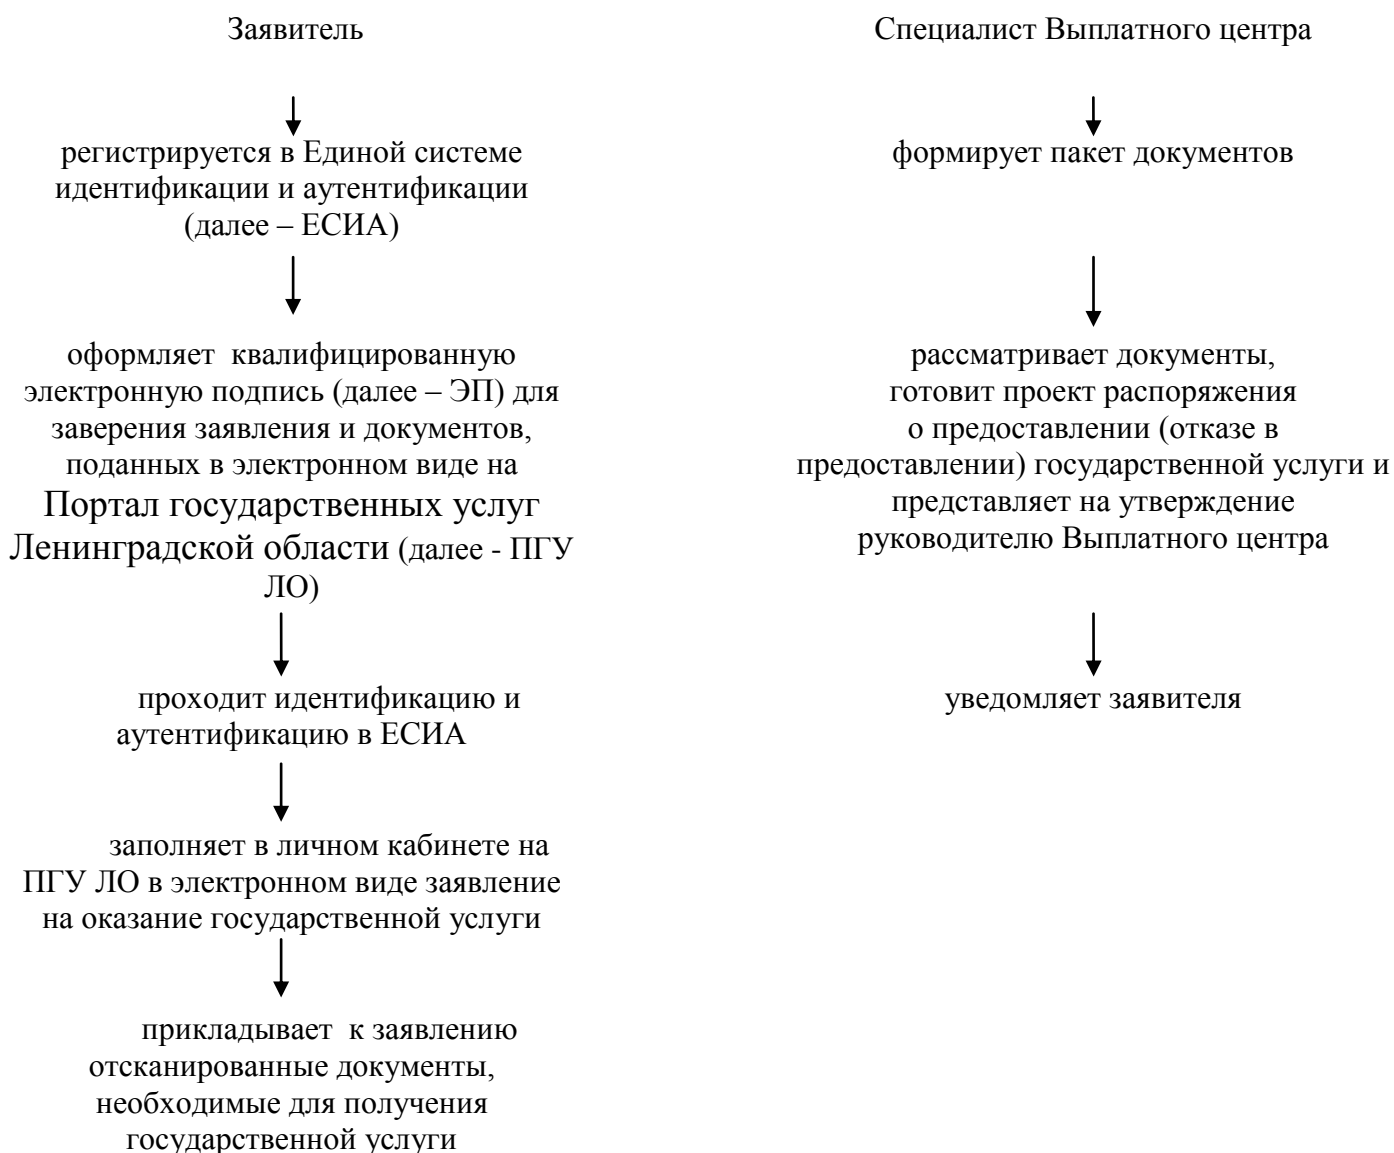 Заявитель
регистрируется в Единой системе
идентификации и аутентификации
(далее – ЕСИА)
оформляет квалифицированную
электронную подпись (далее – ЭП) для
заверения заявления и документов,
поданных в электронном виде на
Портал государственных услуг
Ленинградской области (далее - ПГУ
ЛО)
проходит идентификацию и
аутентификацию в ЕСИА
заполняет в личном кабинете на
ПГУ ЛО в электронном виде заявление
на оказание государственной услуги
прикладывает к заявлению
отсканированные документы,
необходимые для получения
государственной услуги
Специалист Выплатного центра
формирует пакет документов
рассматривает документы,
готовит проект распоряжения
о предоставлении (отказе в
предоставлении) государственной услуги и
представляет на утверждение
руководителю Выплатного центра
уведомляет заявителя